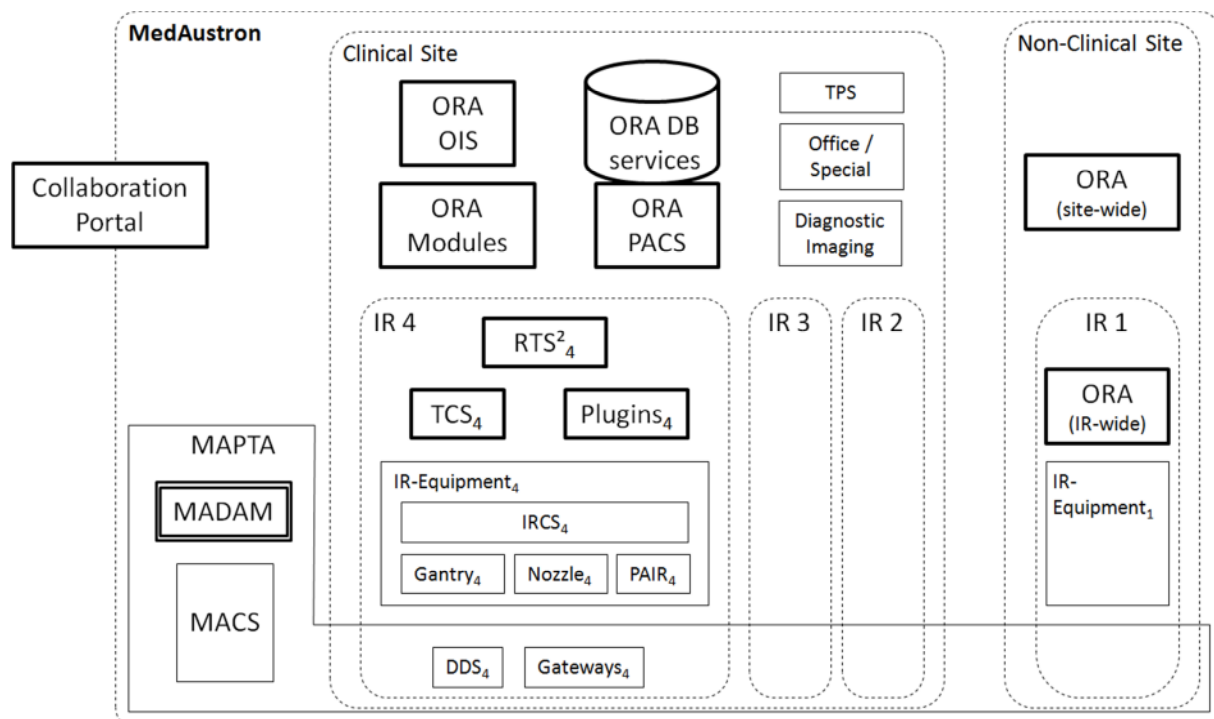 MedAustron
Clinical Site
Non-Clinical Site
ORA
OIS
ORA DB
services
TPS
Office /
Special
Collaboration
Portal
ORA
Modules
ORA
PACS
Diagnostic
Imaging
ORA
(site-wide)
IR 4
IR 3
IR 2
IR 1
RTS²₄
TCS₄
Plugins₄
ORA
(IR-wide)
MAPTA
MADAM
MACS
IR-Equipment₄
IRCS₄
Gantry₄
Nozzle₄
PAIR₄
IR-
Equipment₁
DDS₄
Gateways₄